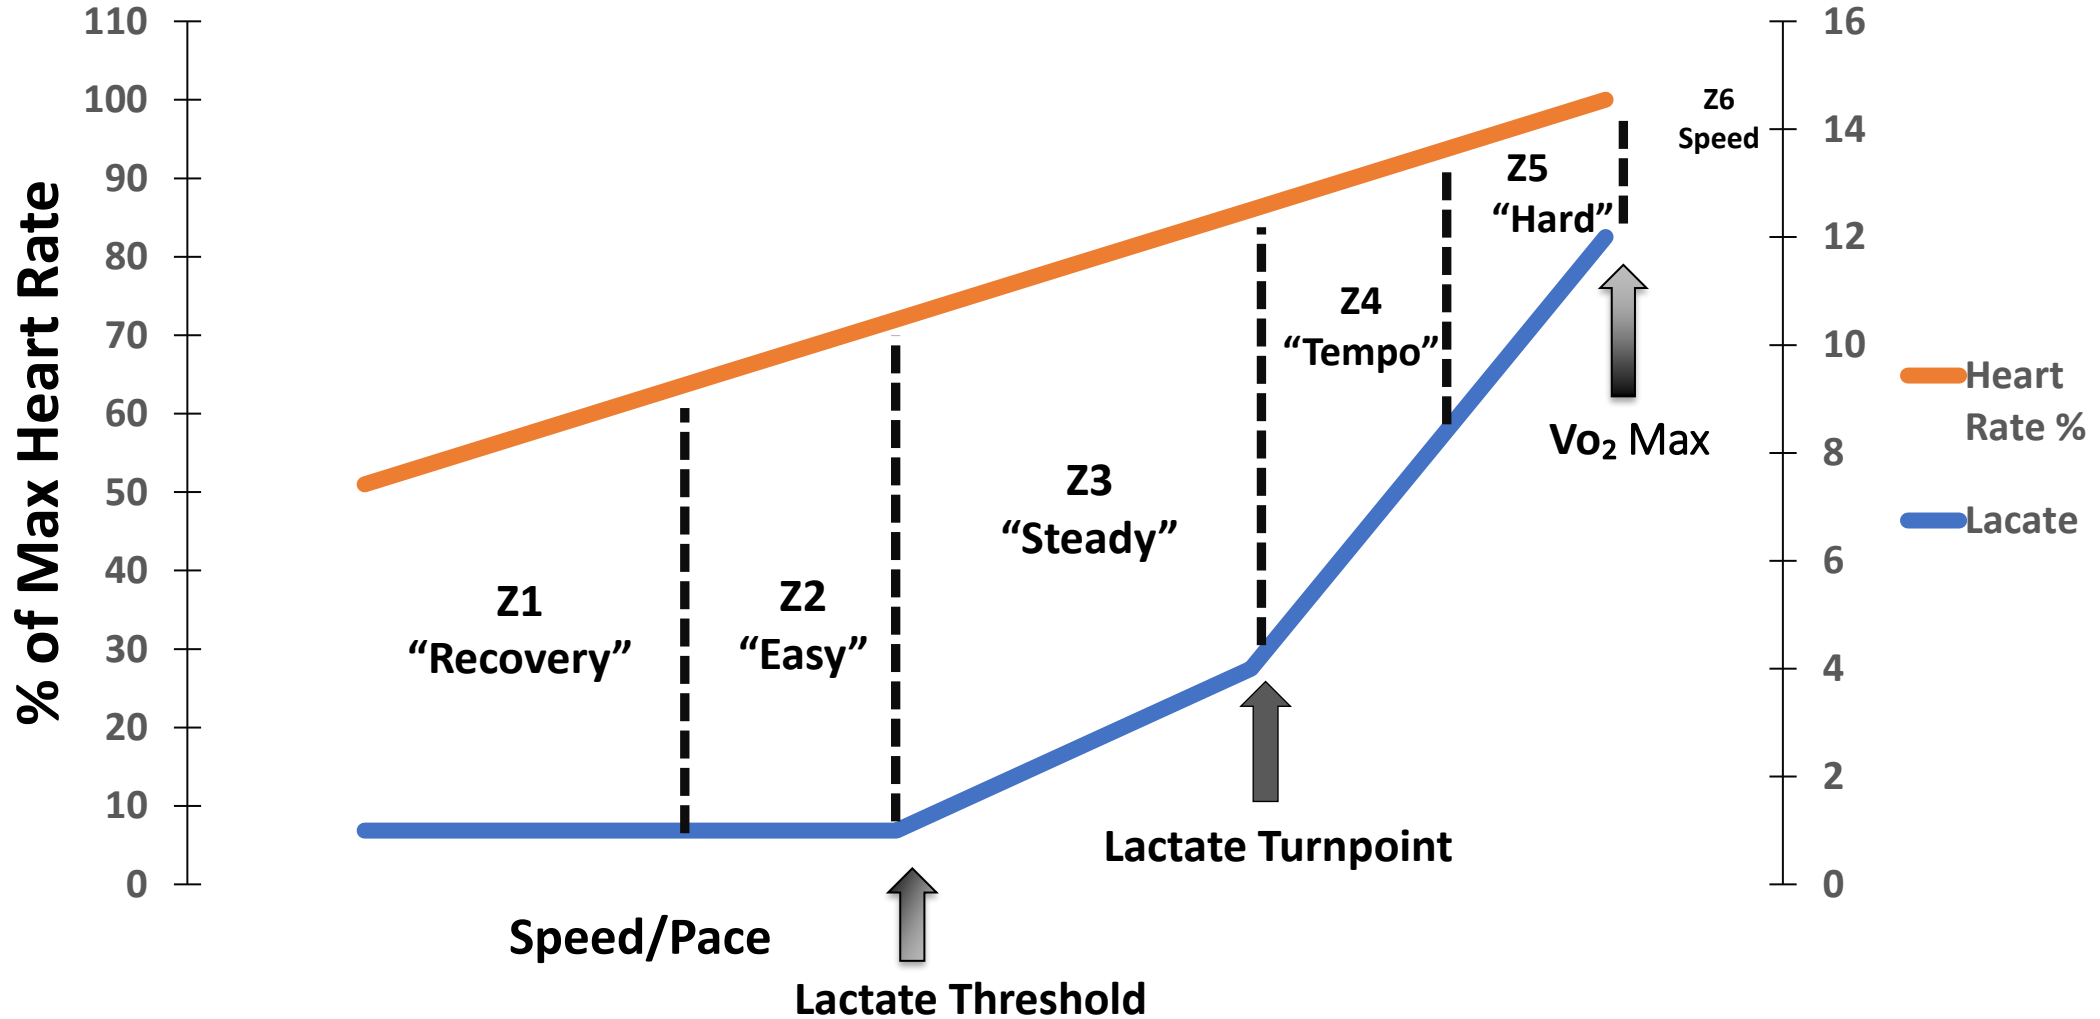 % of Max Heart Rate
110
100
90
80
70
60
50
40
30
20
10
0
Z1
“Recovery”
Z2
“Easy”
Z3
“Steady”
Z4
“Tempo”
Z5
“Hard”
Z6
Speed
Vo₂ Max
Lactate Turnpoint
Lactate Threshold
Speed/Pace
16
14
12
10
8
6
4
2
0
Heart
Rate %
Lacate